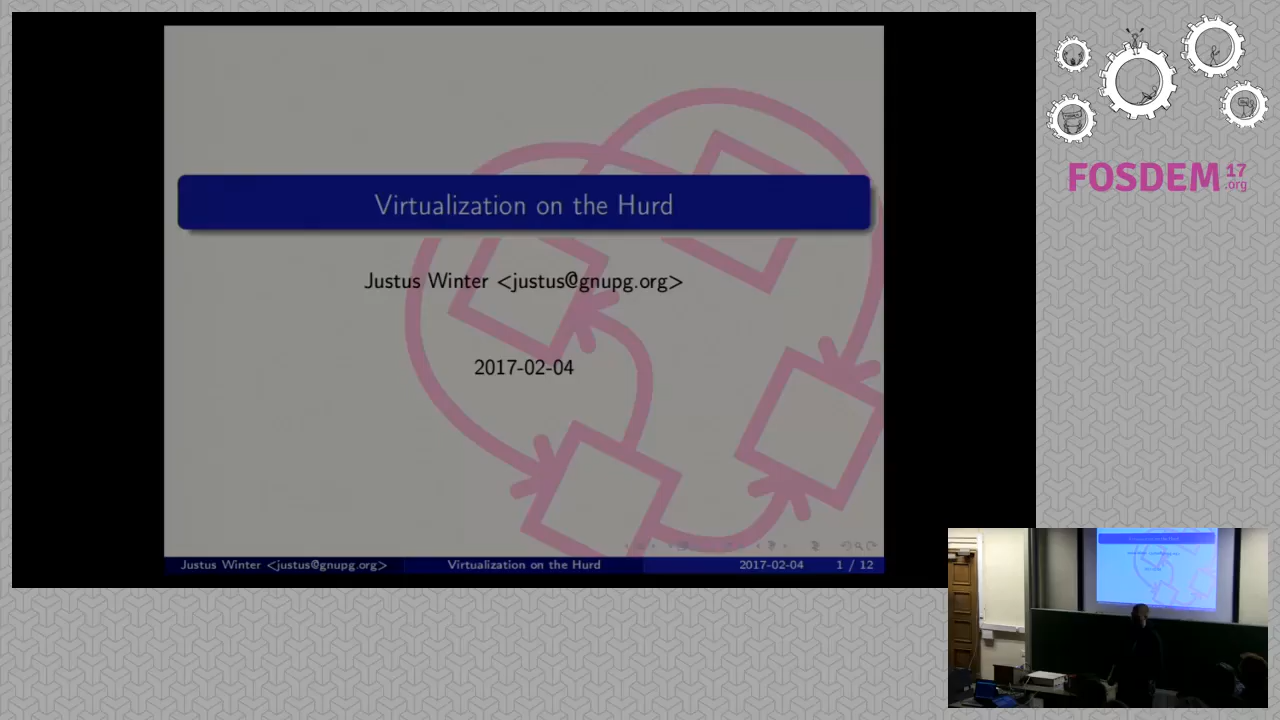 Virtualization on the Hurd
Justus Winter <justus@gnupg.org>
2017-02-04
Justus Winter <justus@gnupg.org> Virtualization on the Hurd 2017-02-04 1 / 12
FOSDEM 17 .org